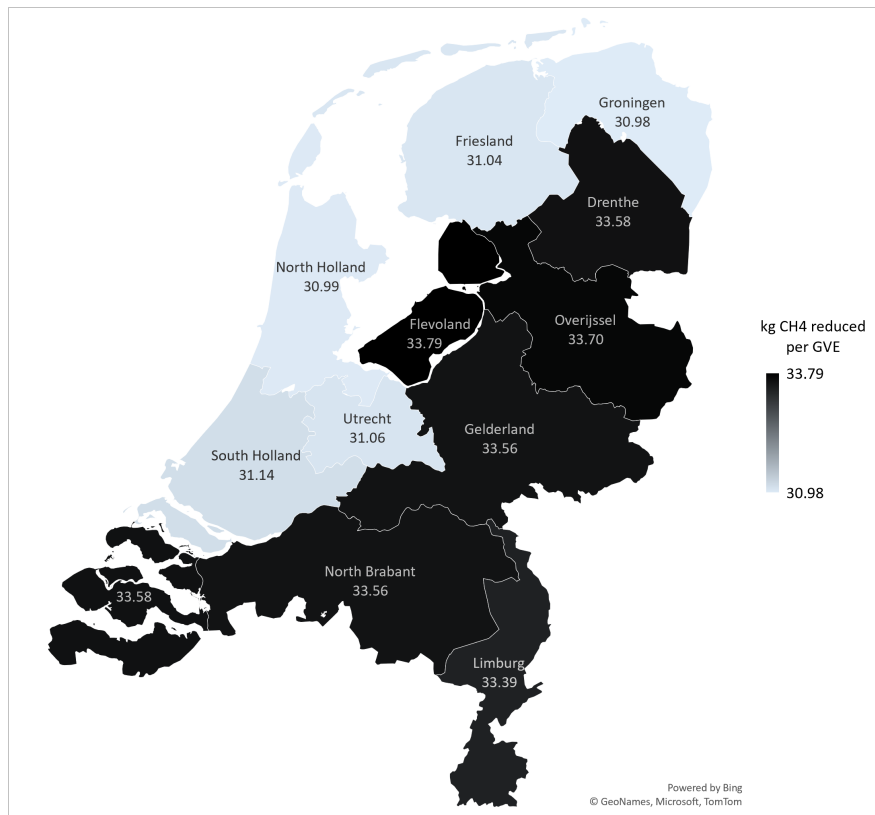 Groningen
30.98
Friesland
31.04
Drenthe
33.58
North Holland
30.99
Flevoland
33.79
Overijssel
33.70
kg CH4 reduced
per GVE
33.79
30.98
Utrecht
31.06
Gelderland
33.56
South Holland
31.14
North Brabant
33.56
33.58
Limburg
33.39
Powered by Bing
© GeoNames, Microsoft, TomTom